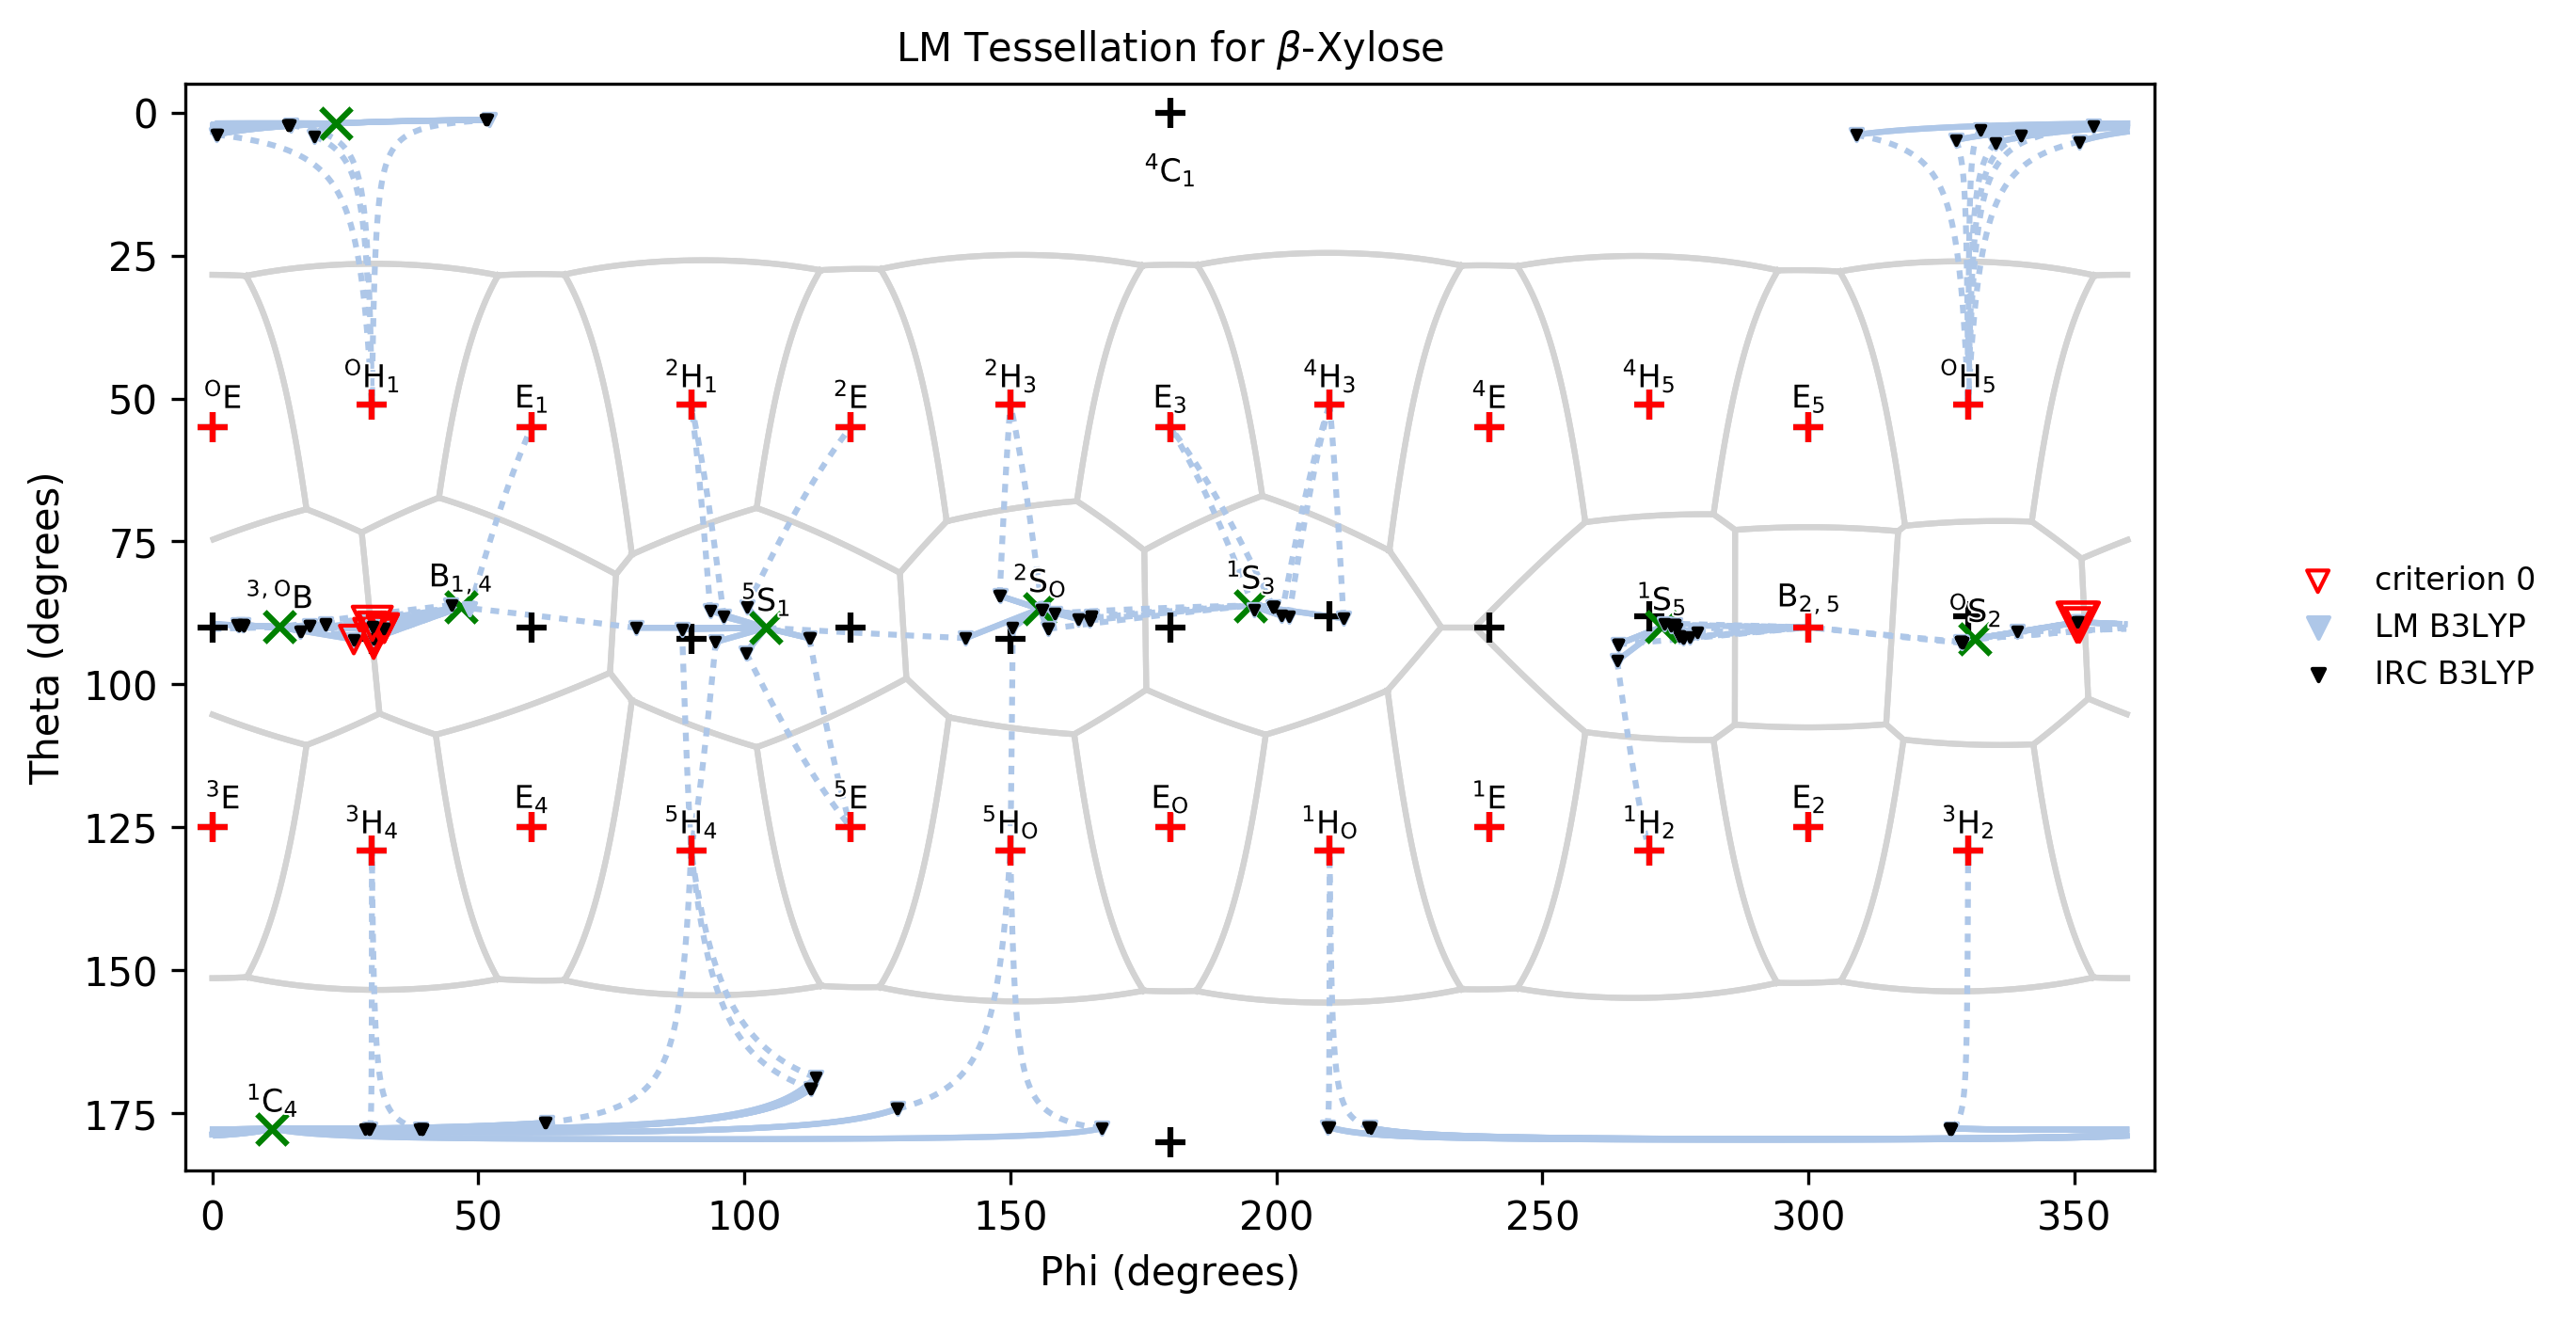 LM Tessellation for β-Xylose
Theta (degrees)
0
25
50
75
100
125
150
175
⁴C₁
ᴼH₁ ²H₁ ²H₃ ⁴H₃ ⁴H₅ ᴼH₅
ᴼE E₁ ²E E₃ ⁴E E₅
³,ᴼB B₁,₄ ⁵S₁ ²Sₒ ¹S₃ ¹S₅ B₂,₅ ᴼS₂
³E E₄ ⁵E Eₒ ¹E E₂
³H₄ ⁵H₄ ⁵Hₒ ¹Hₒ ¹H₂ ³H₂
¹C₄
0 50 100 150 200 250 300 350
Phi (degrees)
criterion 0
LM B3LYP
IRC B3LYP